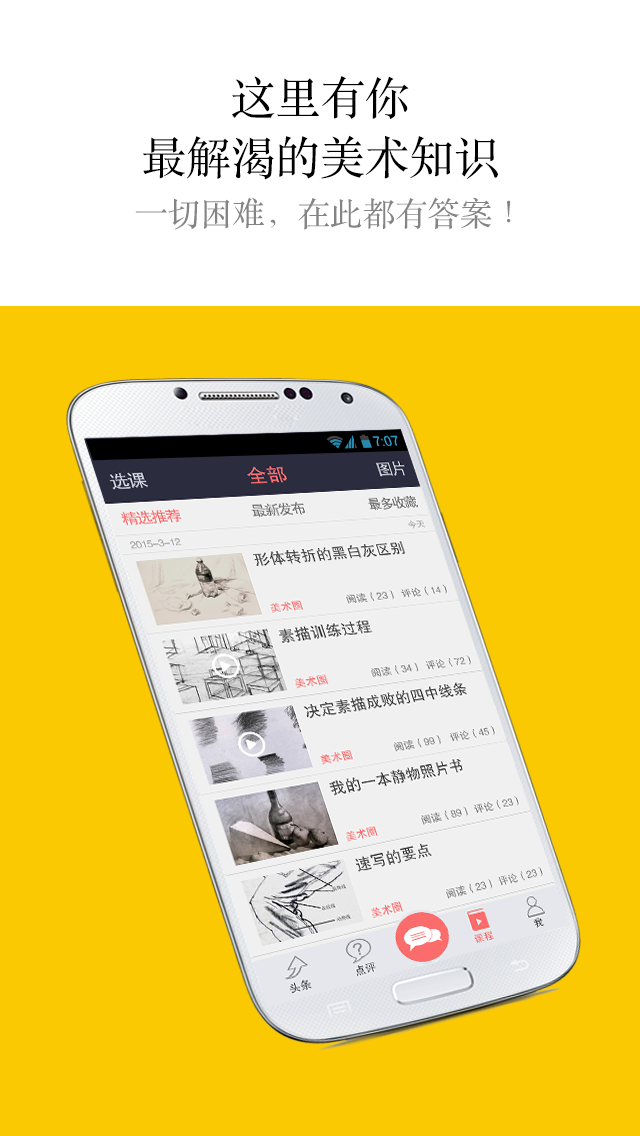 这里有你
最解渴的美术知识
一切困难，在此都有答案！
7:07
选课 全部 图片
精选推荐 最新发布 最多收藏
2015-3-12 今天
形体转折的黑白灰区别
美术圈 阅读（23） 评论（14）
素描训练过程
美术圈 阅读（34） 评论（72）
决定素描成败的四中线条
美术圈 阅读（99） 评论（45）
我的一本静物照片书
美术圈 阅读（89） 评论（23）
速写的要点
美术圈 阅读（23） 评论（23）
头条 点评 课程 我